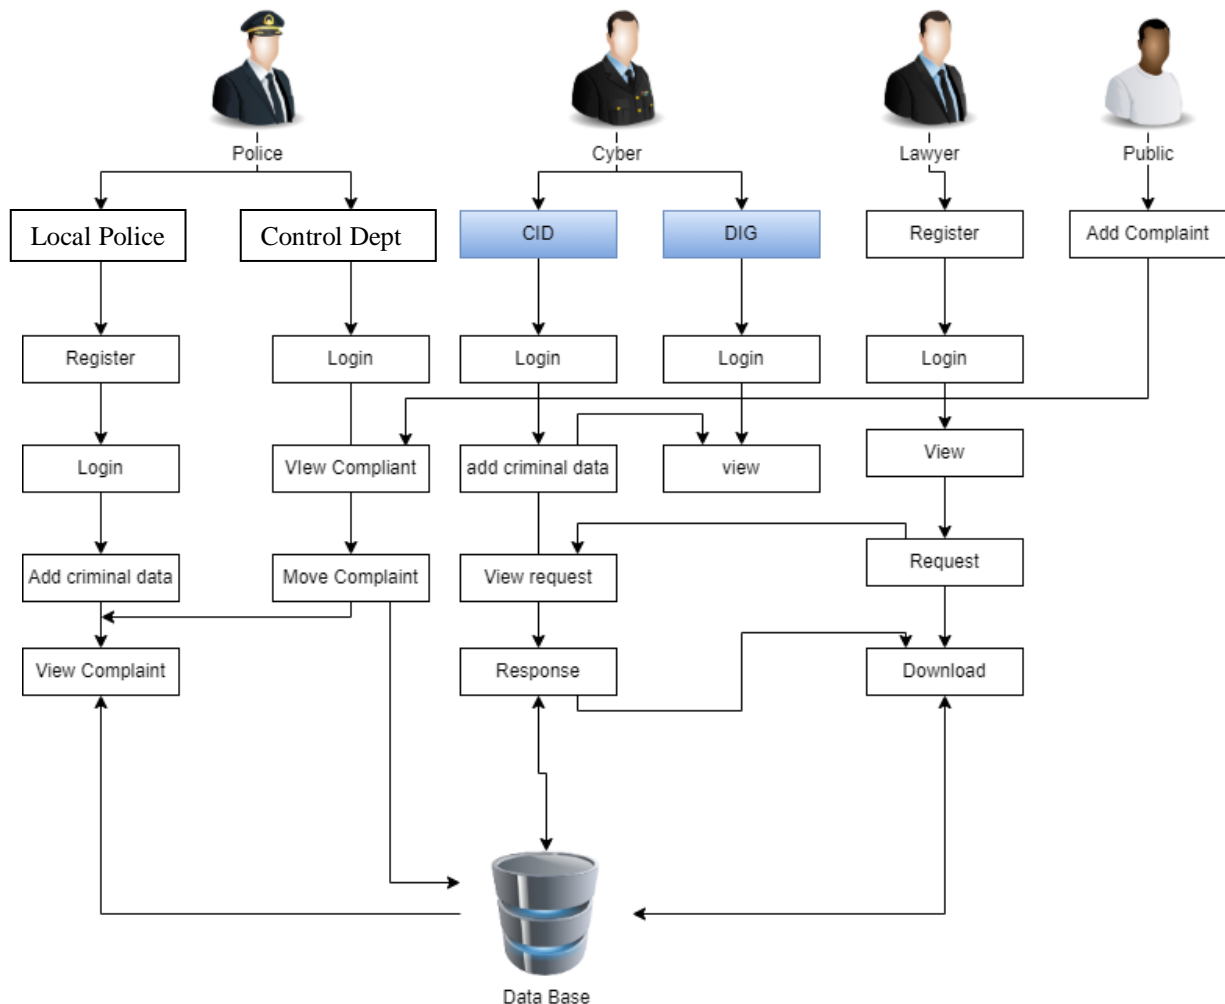 Police
Cyber
Lawyer
Public
Local Police
Control Dept
CID
DIG
Register
Add Complaint
Register
Login
Login
Login
Login
Login
VIew Compliant
add criminal data
view
View
Add criminal data
Move Complaint
View request
Request
View Complaint
Response
Download
Data Base